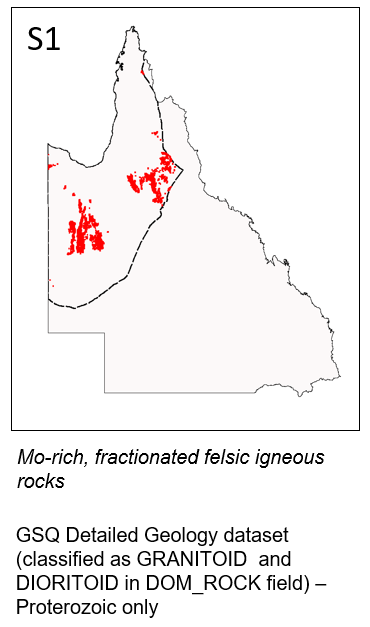 S1
Mo-rich, fractionated felsic igneous
rocks
GSQ Detailed Geology dataset
(classified as GRANITOID and
DIORITOID in DOM_ROCK field) –
Proterozoic only